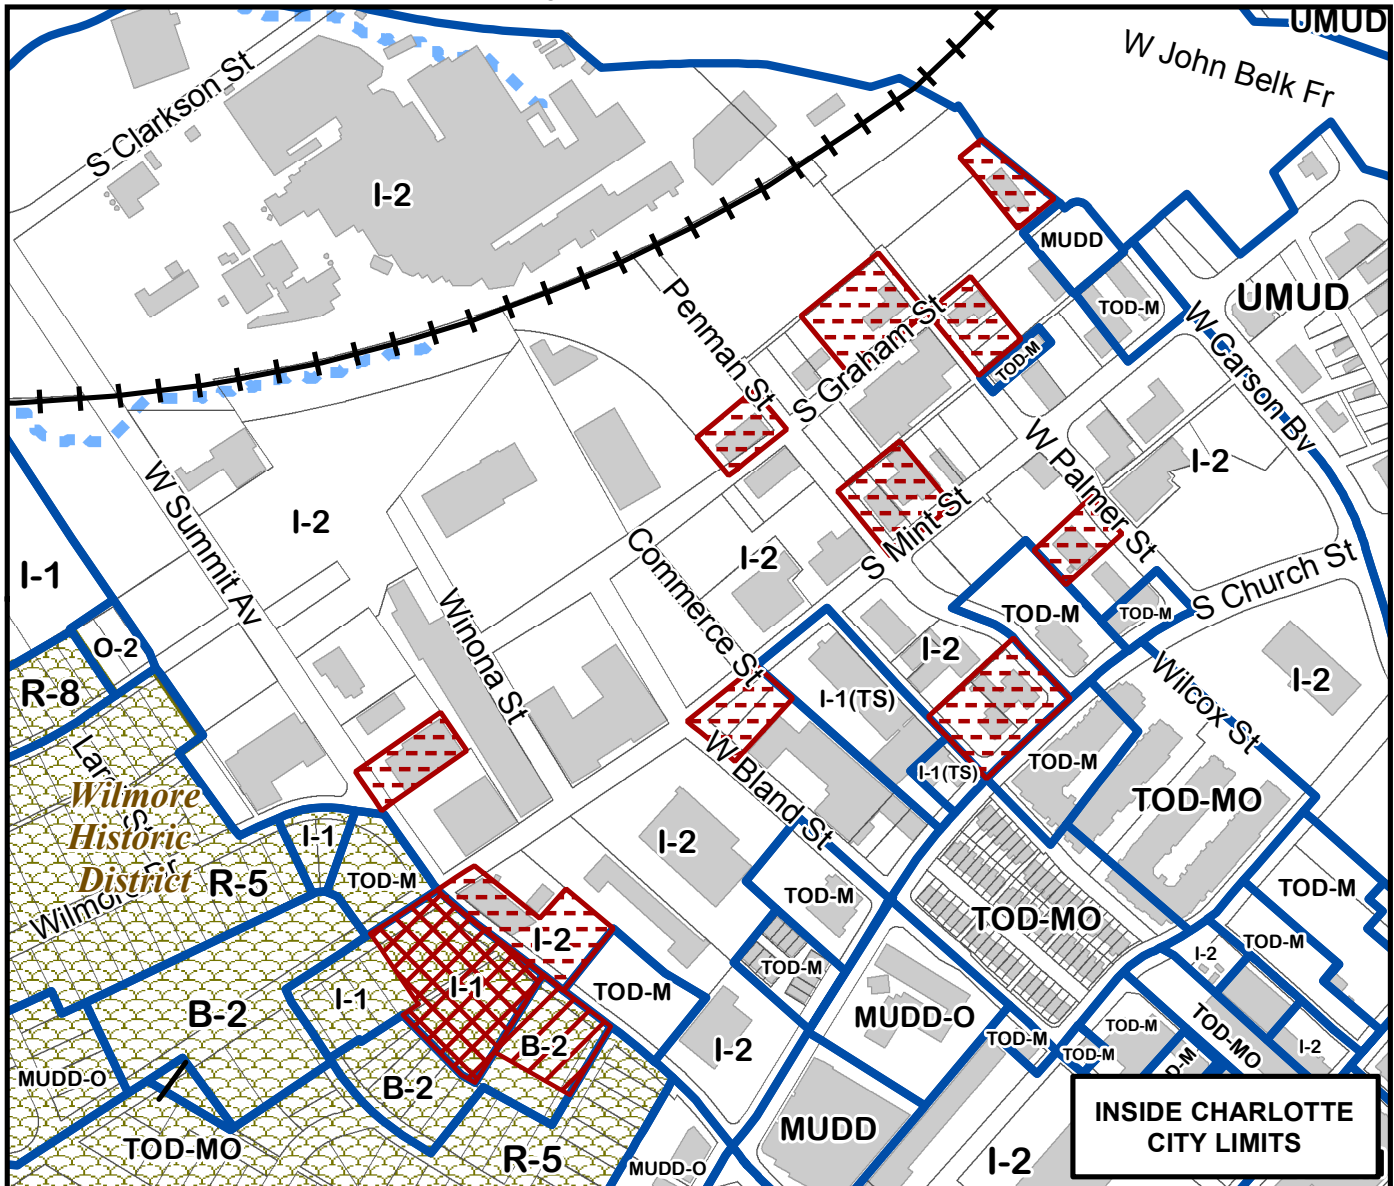 UMUD
W John Belk Fr
S Clarkson St
I-2
MUDD
TOD-M
UMUD
W Carson Bv
Penman St
S Graham St
TOD-M
W Palmer St
I-2
W Summit Av
I-2
S Mint St
I-2
Commerce St
I-1
Winona St
S Church St
TOD-M
TOD-M
O-2
I-2
R-8
Wilcox St
I-2
I-1(TS)
W Bland St
TOD-M
I-1(TS)
TOD-MO
Wilmore
Historic
District
I-1
I-2
R-5
TOD-M
TOD-M
TOD-M
Wilmore Dr
TOD-MO
I-2
TOD-M
I-2
TOD-M
I-1
I-1
TOD-M
B-2
MUDD-O
TOD-MO
TOD-M
TOD-M
I-2
B-2
I-2
TOD-M
D-M
MUDD-O
B-2
INSIDE CHARLOTTE
CITY LIMITS
MUDD
TOD-MO
R-5
MUDD-O
I-2